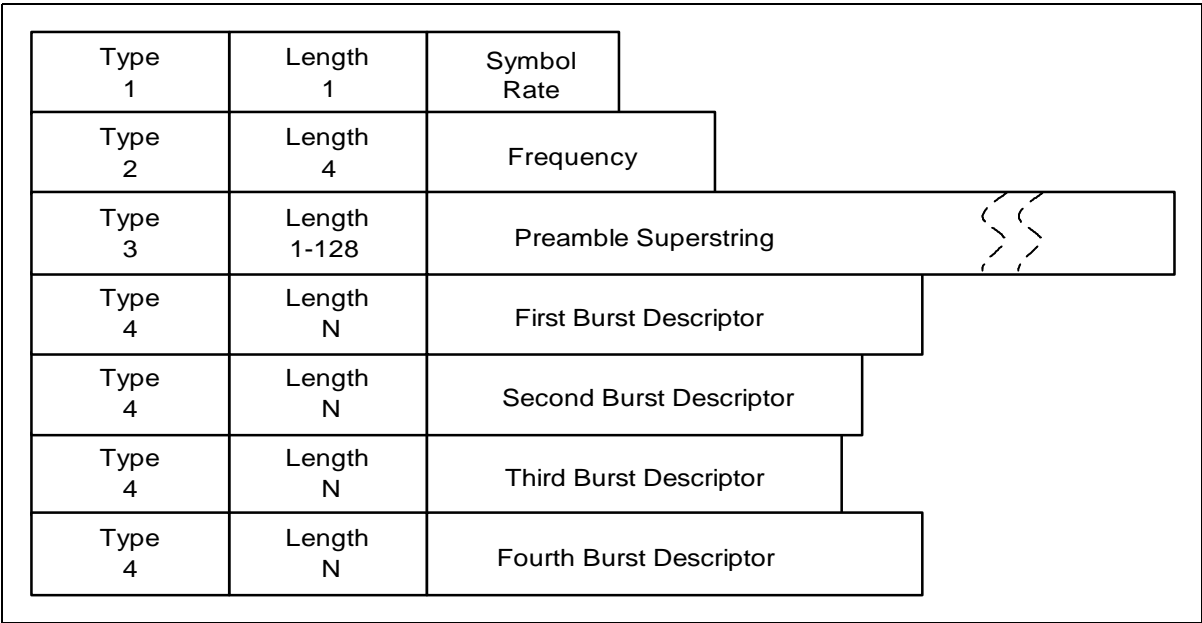 Type
1
Length
1
Symbol
Rate
Type
2
Length
4
Frequency
Type
3
Length
1-128
Preamble Superstring
Type
4
Length
N
First Burst Descriptor
Type
4
Length
N
Second Burst Descriptor
Type
4
Length
N
Third Burst Descriptor
Type
4
Length
N
Fourth Burst Descriptor